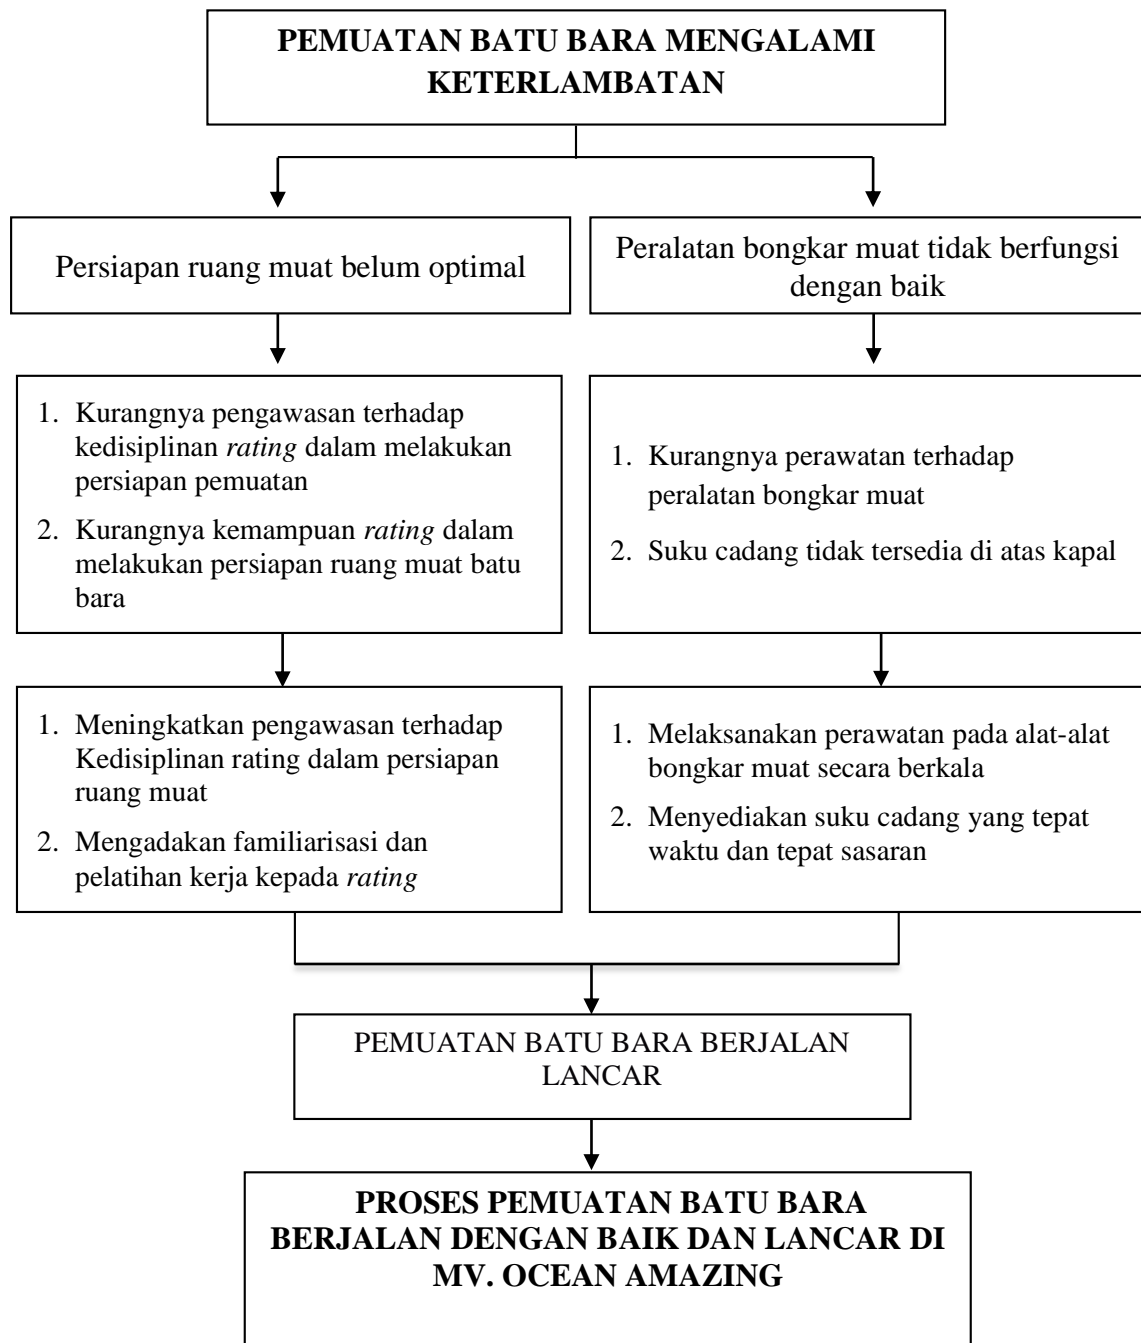 PEMUATAN BATU BARA MENGALAMI
KETERLAMBATAN
Persiapan ruang muat belum optimal
Peralatan bongkar muat tidak berfungsi
dengan baik
1. Kurangnya pengawasan terhadap
kedisiplinan rating dalam melakukan
persiapan pemuatan
2. Kurangnya kemampuan rating dalam
melakukan persiapan ruang muat batu
bara
1. Kurangnya perawatan terhadap
peralatan bongkar muat
2. Suku cadang tidak tersedia di atas kapal
1. Meningkatkan pengawasan terhadap
Kedisiplinan rating dalam persiapan
ruang muat
2. Mengadakan familiarisasi dan
pelatihan kerja kepada rating
1. Melaksanakan perawatan pada alat-alat
bongkar muat secara berkala
2. Menyediakan suku cadang yang tepat
waktu dan tepat sasaran
PEMUATAN BATU BARA BERJALAN
LANCAR
PROSES PEMUATAN BATU BARA
BERJALAN DENGAN BAIK DAN LANCAR DI
MV. OCEAN AMAZING